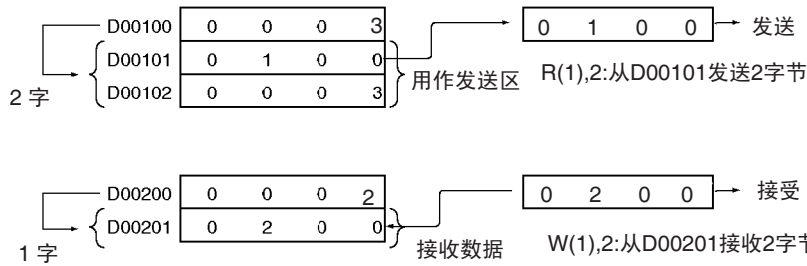 D00100 0 0 0 3
D00101 0 1 0 0
D00102 0 0 0 3
2 字
用作发送区
0 1 0 0
发送
R(1),2:从D00101发送2字节
D00200 0 0 0 2
D00201 0 2 0 0
1 字
接收数据
0 2 0 0
接受
W(1),2:从D00201接收2字节